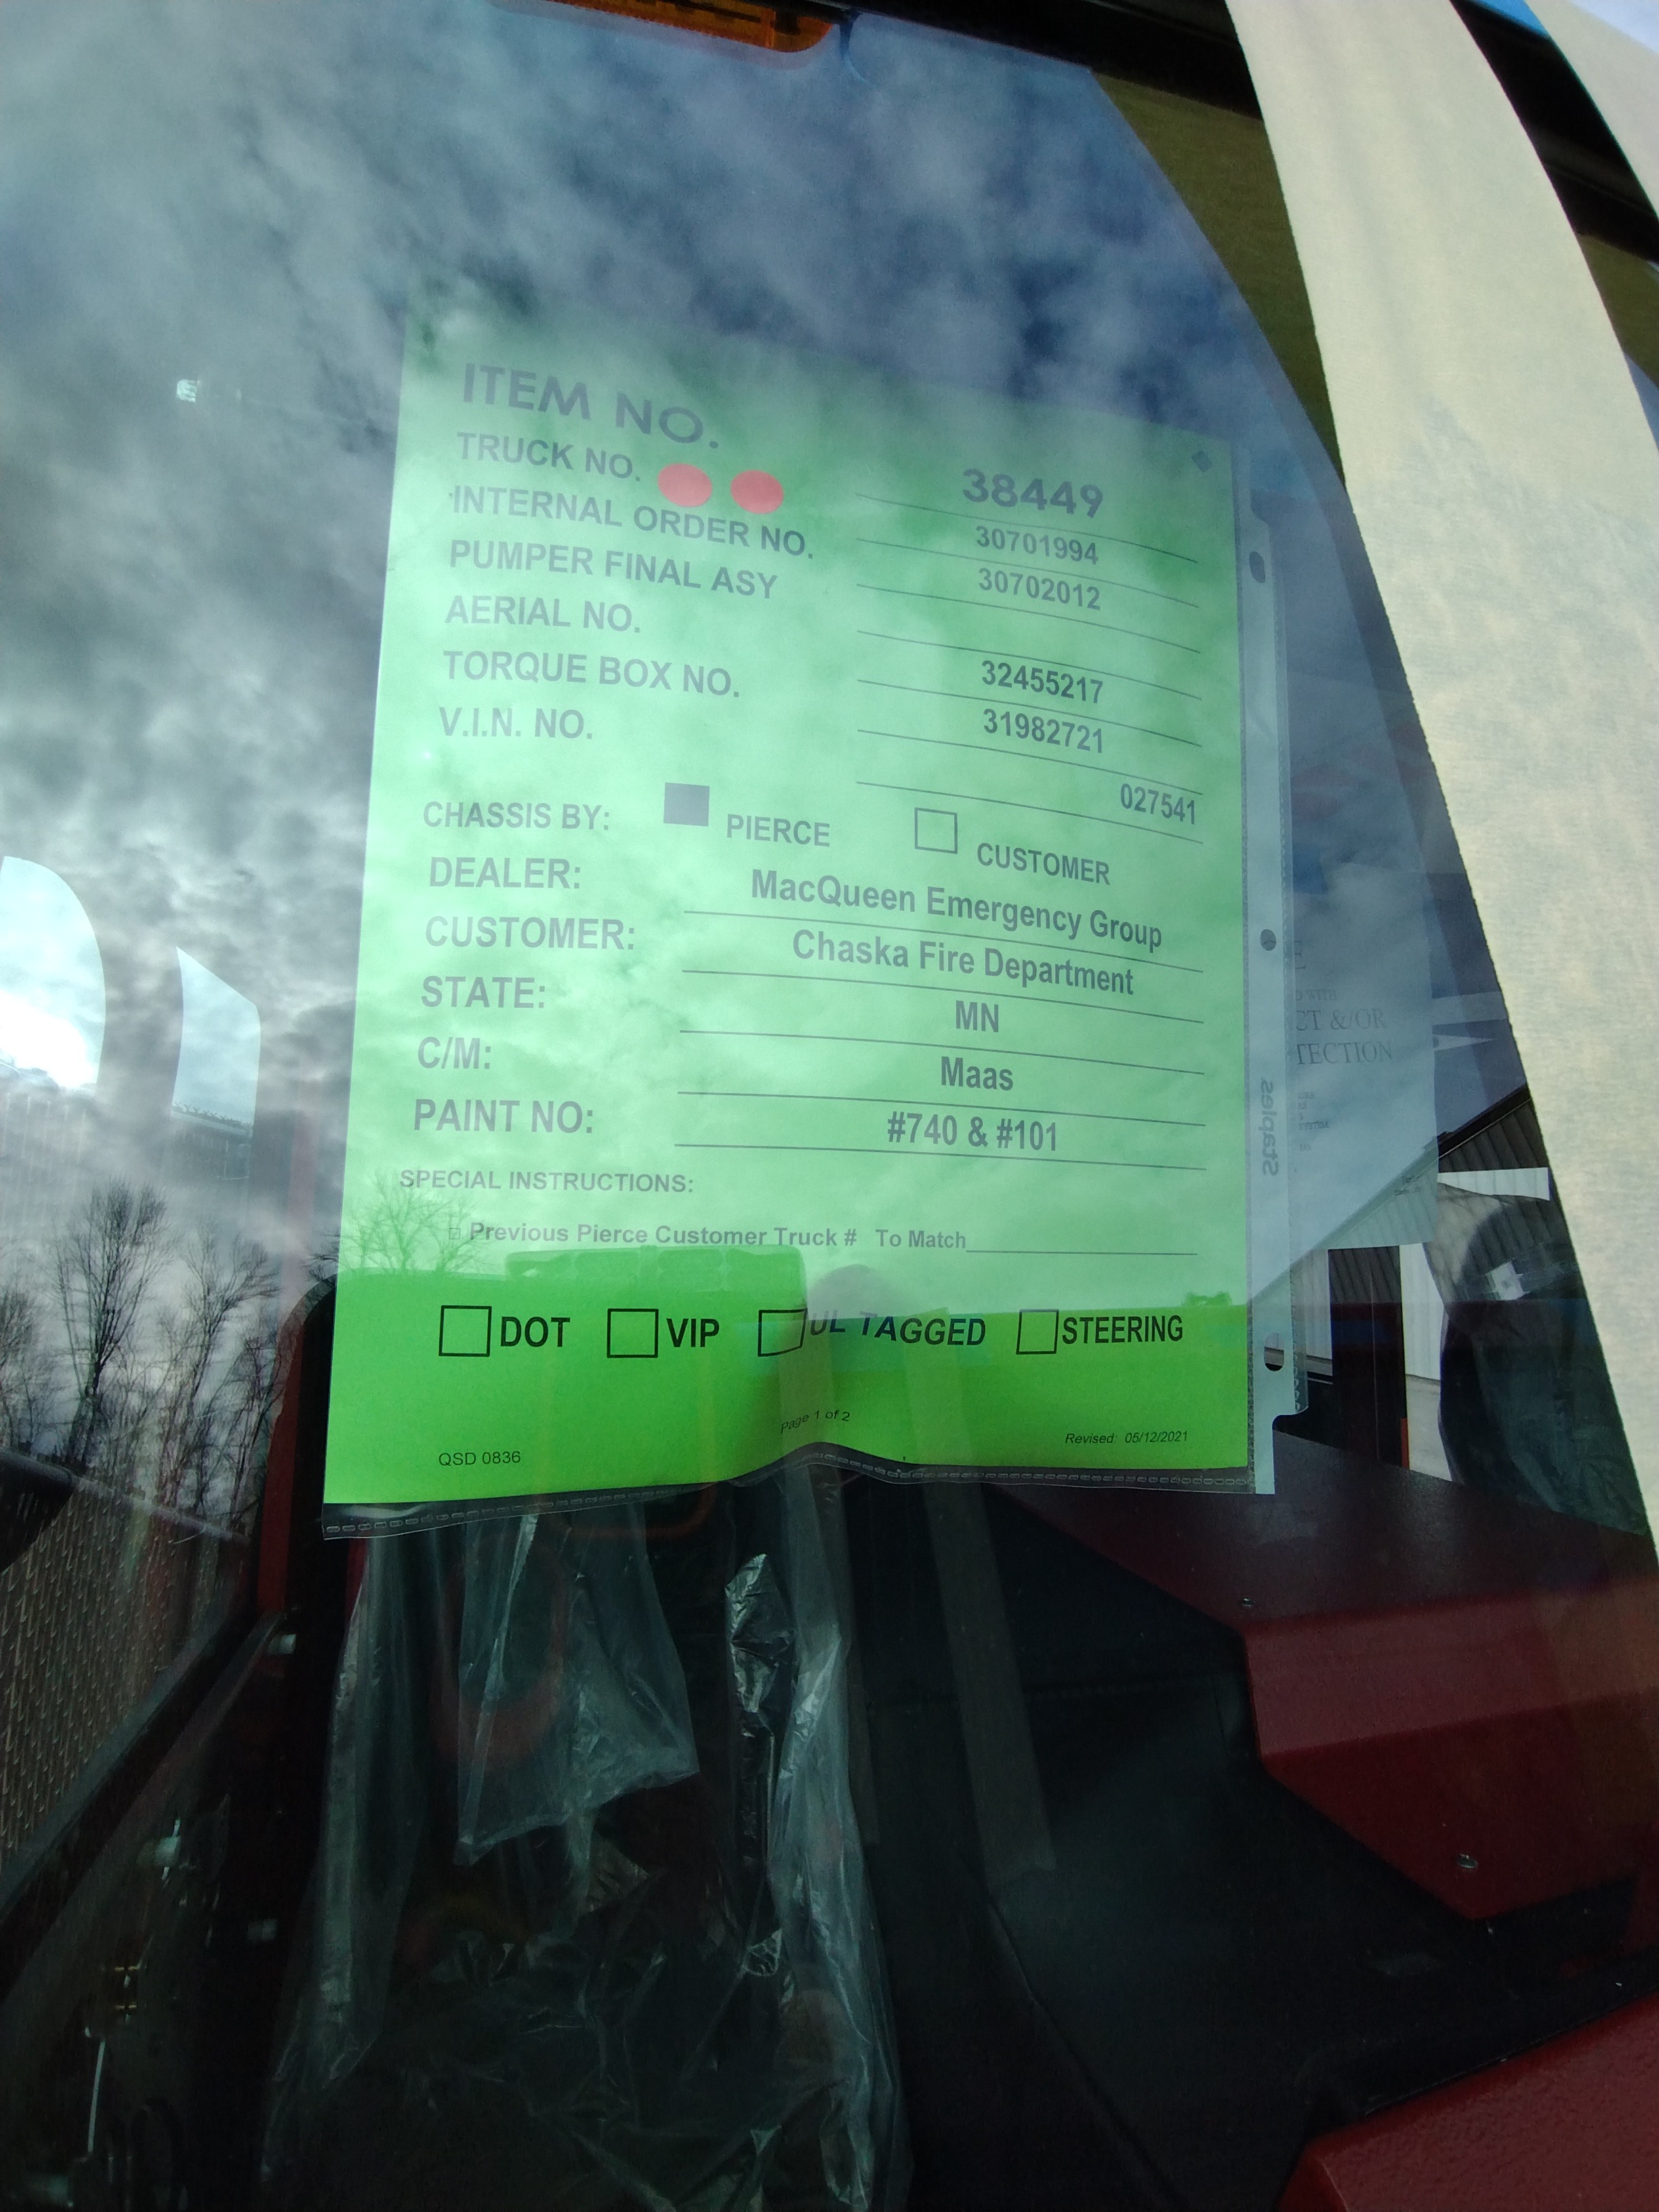 ITEM NO. 38449
TRUCK NO. 30701994
INTERNAL ORDER NO. 30702012
PUMPER FINAL ASY
AERIAL NO. 32455217
TORQUE BOX NO. 31982721
V.I.N. NO. 027541
CHASSIS BY: PIERCE CUSTOMER
DEALER: MacQueen Emergency Group
CUSTOMER: Chaska Fire Department
STATE: MN
C/M: Maas
PAINT NO: #740 & #101
SPECIAL INSTRUCTIONS:
Previous Pierce Customer Truck # To Match
DOT VIP UL TAGGED STEERING
Page 1 of 2
QSD 0836
Revised: 05/12/2021
Staples
&/OR